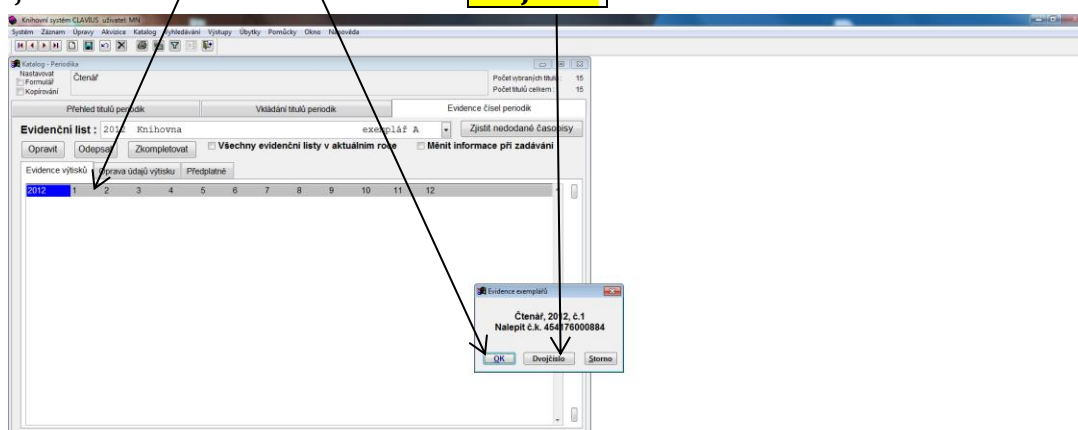 Knihovní systém CLAVIUS uživatel: MN
Systém Záznam Úpravy Akvizice Katalog Vyhledávání Výstupy Úbytky Pomůcky Okno Nápověda
Katalog - Periodika
Nastavovat
Formulář
Kopírování
Čtenář
Počet vybraných titulů: 15
Počet titulů celkem: 15
Přehled titulů periodik Vkládání titulů periodik Evidence čísel periodik
Evidenční list: 2012 Knihovna exemplář A Zjistit nedodané časopisy
Opravit Odepsat Zkompletovat Všechny evidenční listy v aktuálním roce Měnit informace při zadávání
Evidence výtisků Oprava údajů výtisku Předplatné
2012 1 2 3 4 5 6 7 8 9 10 11 12
Evidence exemplářů
Čtenář, 2012, č.1
Nalepit č.k. 454176000884
OK Dvojčíslo Storno